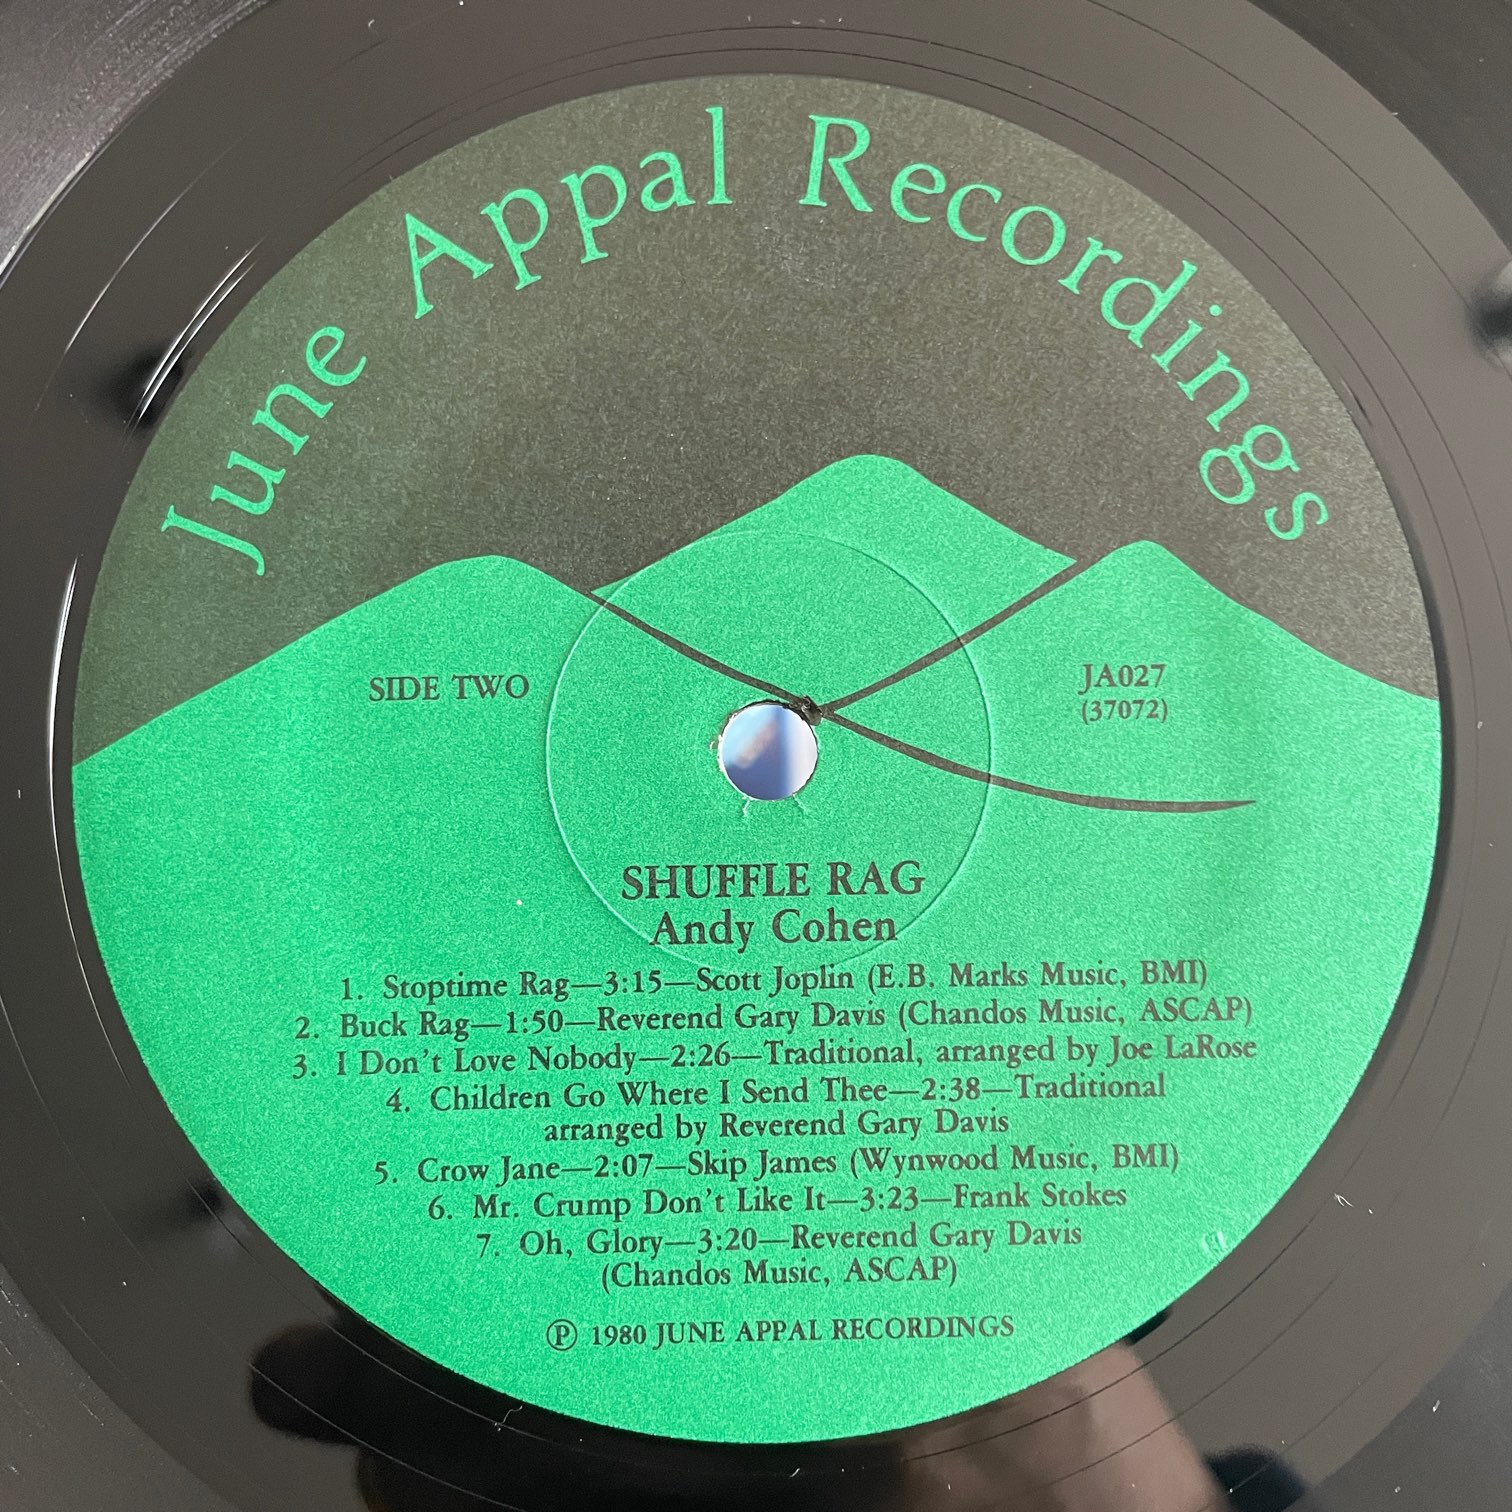 June Appal Recordings
SIDE TWO
JA027
(37072)
SHUFFLE RAG
Andy Cohen
1. Stoptime Rag—3:15—Scott Joplin (E.B. Marks Music, BMI)
2. Buck Rag—1:50—Reverend Gary Davis (Chandos Music, ASCAP)
3. I Don't Love Nobody—2:26—Traditional, arranged by Joe LaRose
4. Children Go Where I Send Thee—2:38—Traditional
arranged by Reverend Gary Davis
5. Crow Jane—2:07—Skip James (Wynwood Music, BMI)
6. Mr. Crump Don't Like It—3:23—Frank Stokes
7. Oh, Glory—3:20—Reverend Gary Davis
(Chandos Music, ASCAP)
Ⓟ 1980 JUNE APPAL RECORDINGS